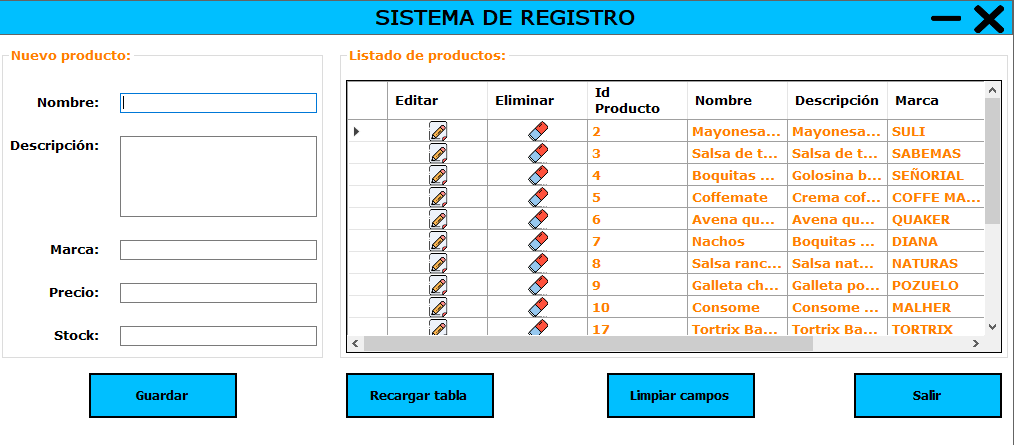 SISTEMA DE REGISTRO
Nuevo producto:
Nombre:
Descripción:
Marca:
Precio:
Stock:
Listado de productos:
Editar Eliminar Id Producto Nombre Descripción Marca
2 Mayonesa... Mayonesa... SULI
3 Salsa de t... Salsa de t... SABEMAS
4 Boquitas ... Golosina b... SEÑORIAL
5 Coffemate Crema cof... COFFE MA...
6 Avena qu... Avena qu... QUAKER
7 Nachos Boquitas ... DIANA
8 Salsa ranc... Salsa nat... NATURAS
9 Galleta ch... Galleta po... POZUELO
10 Consome Consome ... MALHER
17 Tortrix Ba... Tortrix Ba... TORTRIX
Guardar Recargar tabla Limpiar campos Salir